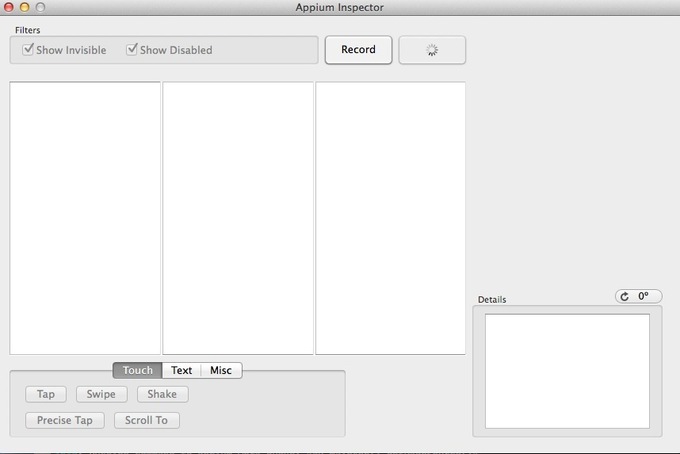 Appium Inspector
Filters
Show Invisible
Show Disabled
Record
Details
0°
Touch
Text
Misc
Tap
Swipe
Shake
Precise Tap
Scroll To